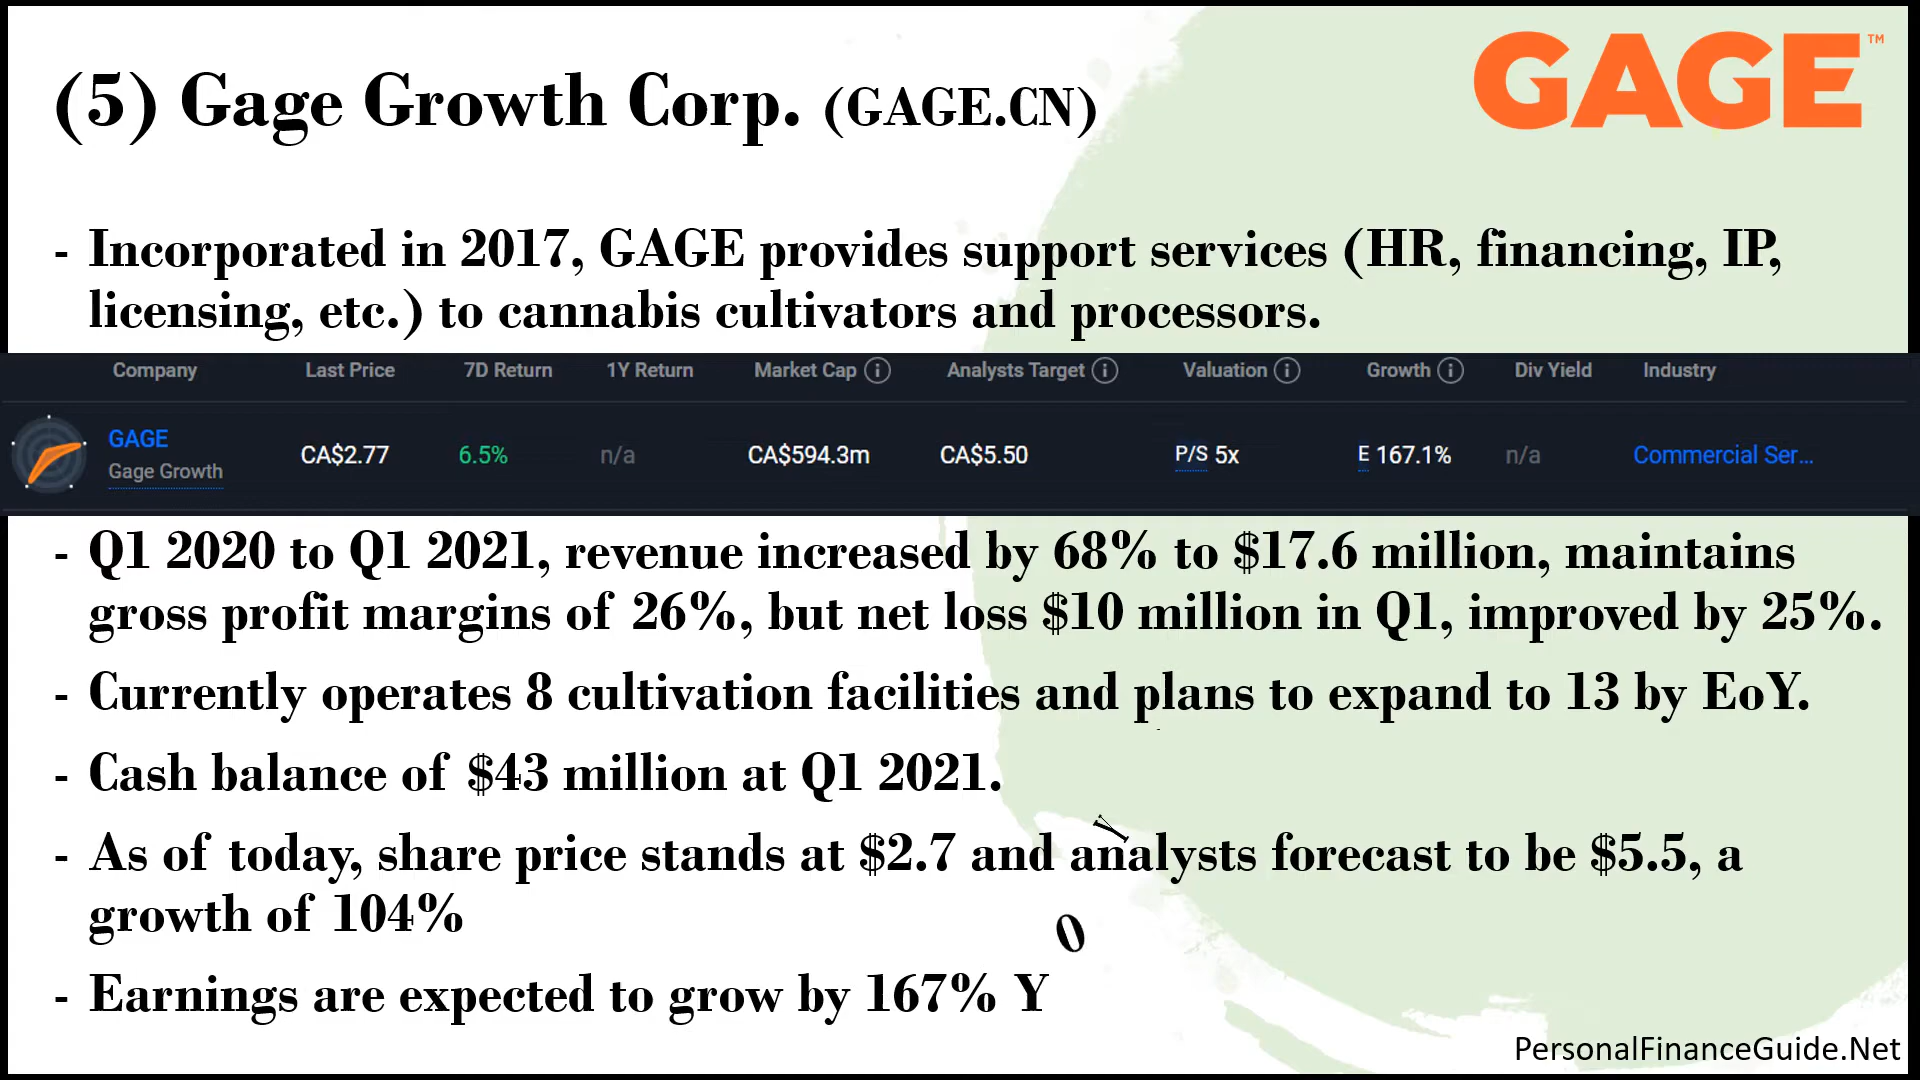 (5) Gage Growth Corp. (GAGE.CN)
GAGE™
- Incorporated in 2017, GAGE provides support services (HR, financing, IP,
licensing, etc.) to cannabis cultivators and processors.
Company Last Price 7D Return 1Y Return Market Cap Analysts Target Valuation Growth Div Yield Industry
GAGE
Gage Growth
CA$2.77 6.5% n/a CA$594.3m CA$5.50 P/S 5x E 167.1% n/a Commercial Ser...
- Q1 2020 to Q1 2021, revenue increased by 68% to $17.6 million, maintains
gross profit margins of 26%, but net loss $10 million in Q1, improved by 25%.
- Currently operates 8 cultivation facilities and plans to expand to 13 by EoY.
- Cash balance of $43 million at Q1 2021.
- As of today, share price stands at $2.7 and analysts forecast to be $5.5, a
growth of 104%
- Earnings are expected to grow by 167% Y
o
Y
PersonalFinanceGuide.Net